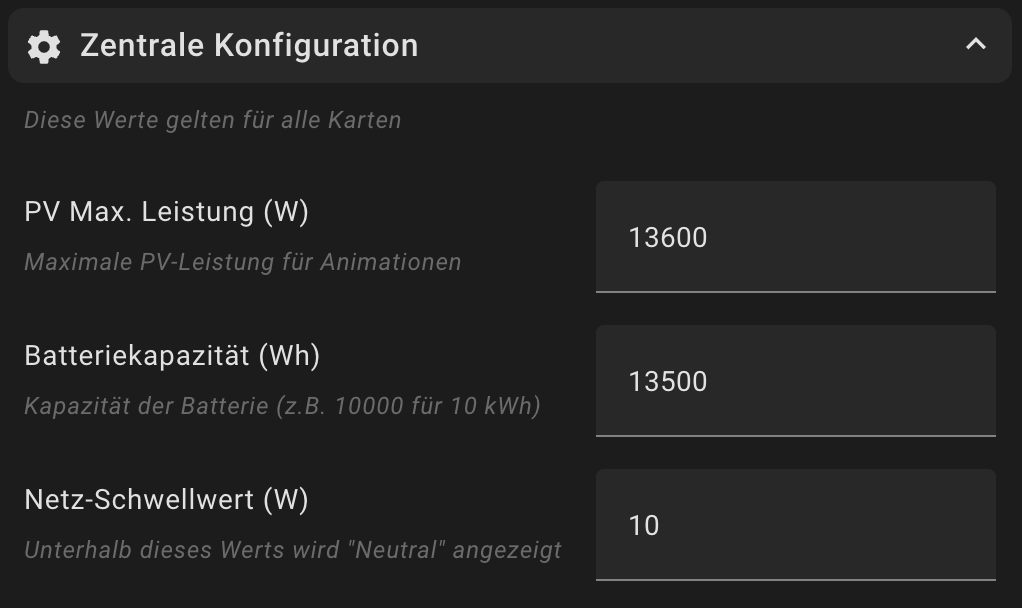 Zentrale Konfiguration
Diese Werte gelten für alle Karten
PV Max. Leistung (W)
Maximale PV-Leistung für Animationen
13600
Batteriekapazität (Wh)
Kapazität der Batterie (z.B. 10000 für 10 kWh)
13500
Netz-Schwellwert (W)
Unterhalb dieses Werts wird "Neutral" angezeigt
10